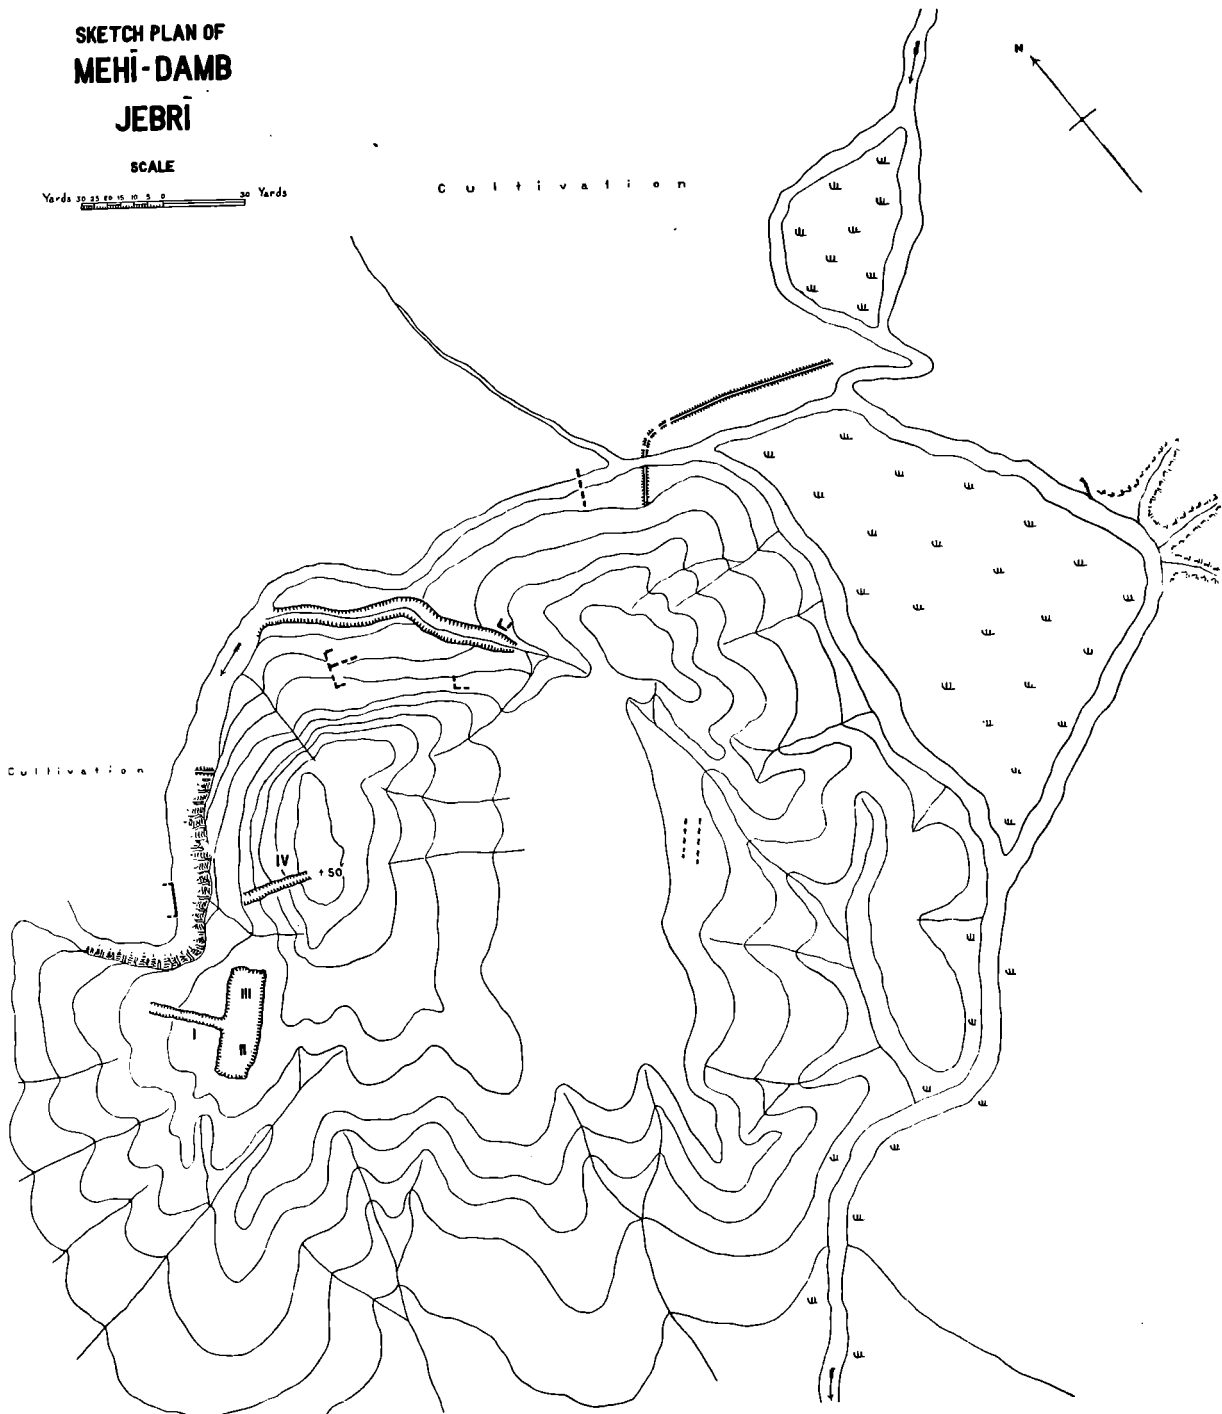 SKETCH PLAN OF
MEHĪ-DAMB
JEBRĪ
SCALE
Yards 30 25 20 15 10 5 0 30 Yards
N
Cultivation
Cultivation
IV
+50
III
I
II